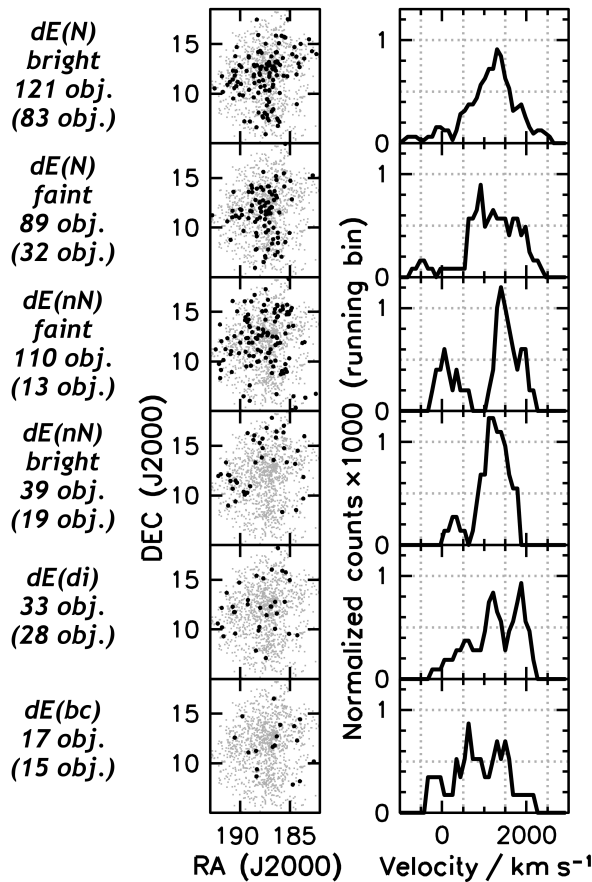 dE(N)
bright
121 obj.
(83 obj.)
15
10
1
0
dE(N)
faint
89 obj.
(32 obj.)
15
10
1
0
dE(nN)
faint
110 obj.
(13 obj.)
15
10
1
0
dE(nN)
bright
39 obj.
(19 obj.)
15
10
1
0
dE(di)
33 obj.
(28 obj.)
15
10
1
0
dE(bc)
17 obj.
(15 obj.)
15
10
1
0
DEC (J2000)
Normalized counts ×1000 (running bin)
190 185
0 2000
RA (J2000)
Velocity / km s⁻¹